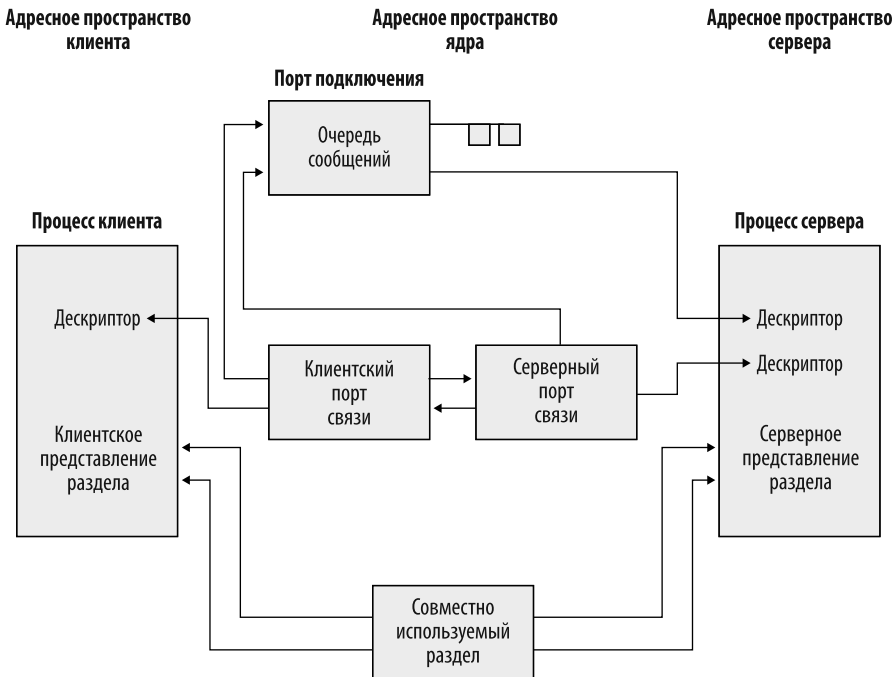 Адресное пространство
клиента
Адресное пространство
ядра
Адресное пространство
сервера
Порт подключения
Очередь
сообщений
Процесс клиента
Процесс сервера
Дескриптор
Дескриптор
Клиентский
порт
связи
Серверный
порт
связи
Дескриптор
Клиентское
представление
раздела
Серверное
представление
раздела
Совместно
используемый
раздел